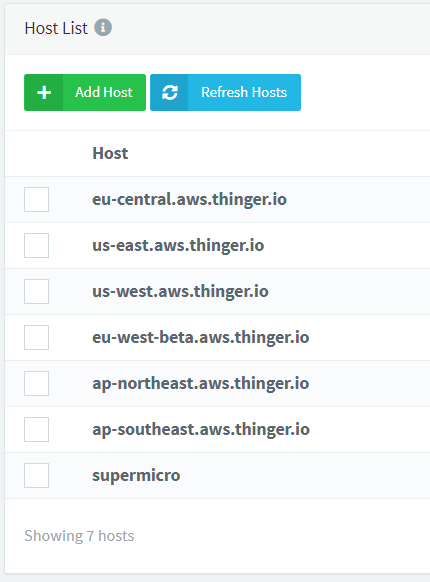 Host List
Add Host
Refresh Hosts
Host
eu-central.aws.thinger.io
us-east.aws.thinger.io
us-west.aws.thinger.io
eu-west-beta.aws.thinger.io
ap-northeast.aws.thinger.io
ap-southeast.aws.thinger.io
supermicro
Showing 7 hosts